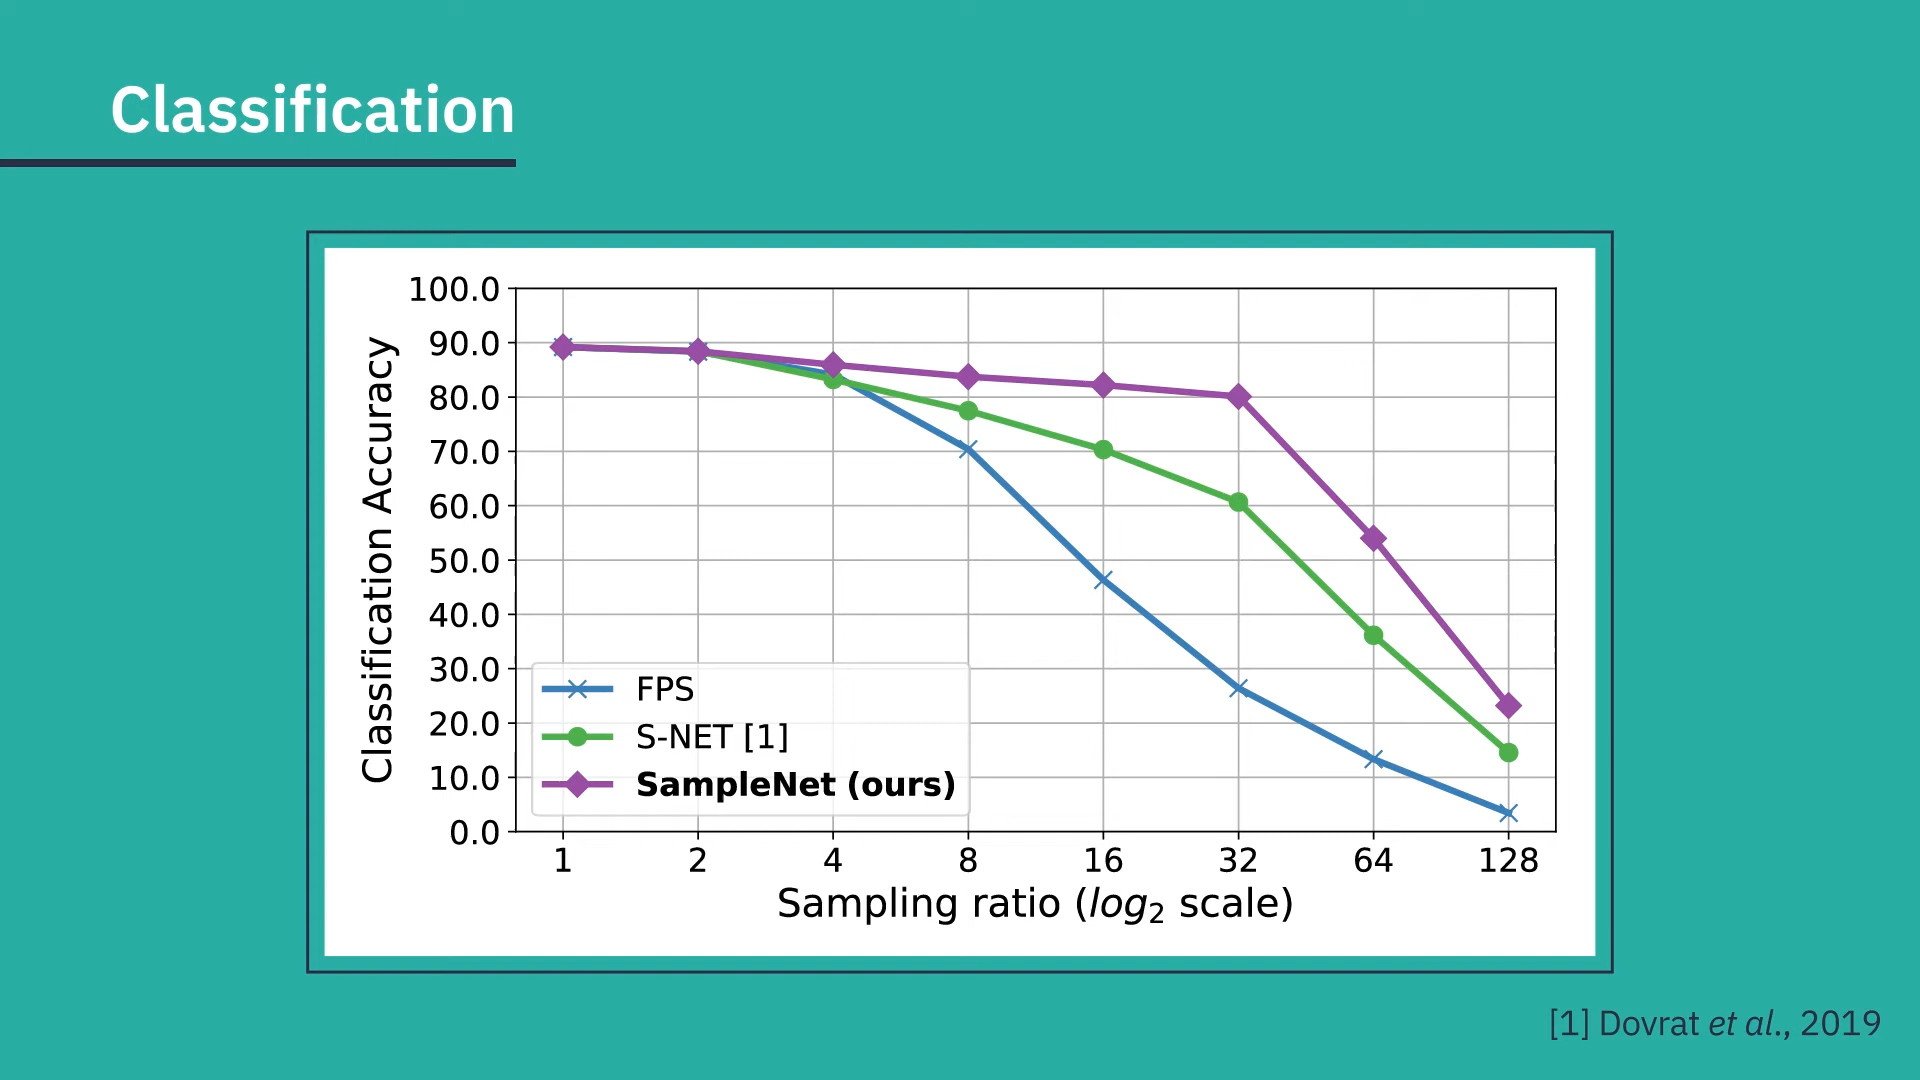 Classification
100.0
90.0
80.0
70.0
60.0
50.0
40.0
30.0
20.0
10.0
0.0
Classification Accuracy
FPS
S-NET [1]
SampleNet (ours)
1 2 4 8 16 32 64 128
Sampling ratio (log₂ scale)
[1] Dovrat et al., 2019